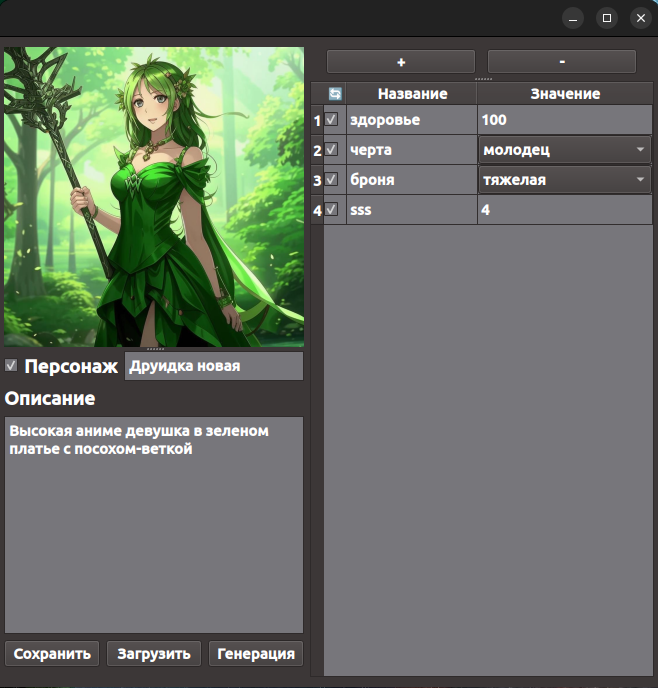 + -
Название Значение
1 здоровье 100
2 черта молодец
3 броня тяжелая
4 sss 4
Персонаж Друидка новая
Описание
Высокая аниме девушка в зеленом
платье с посохом-веткой
Сохранить Загрузить Генерация